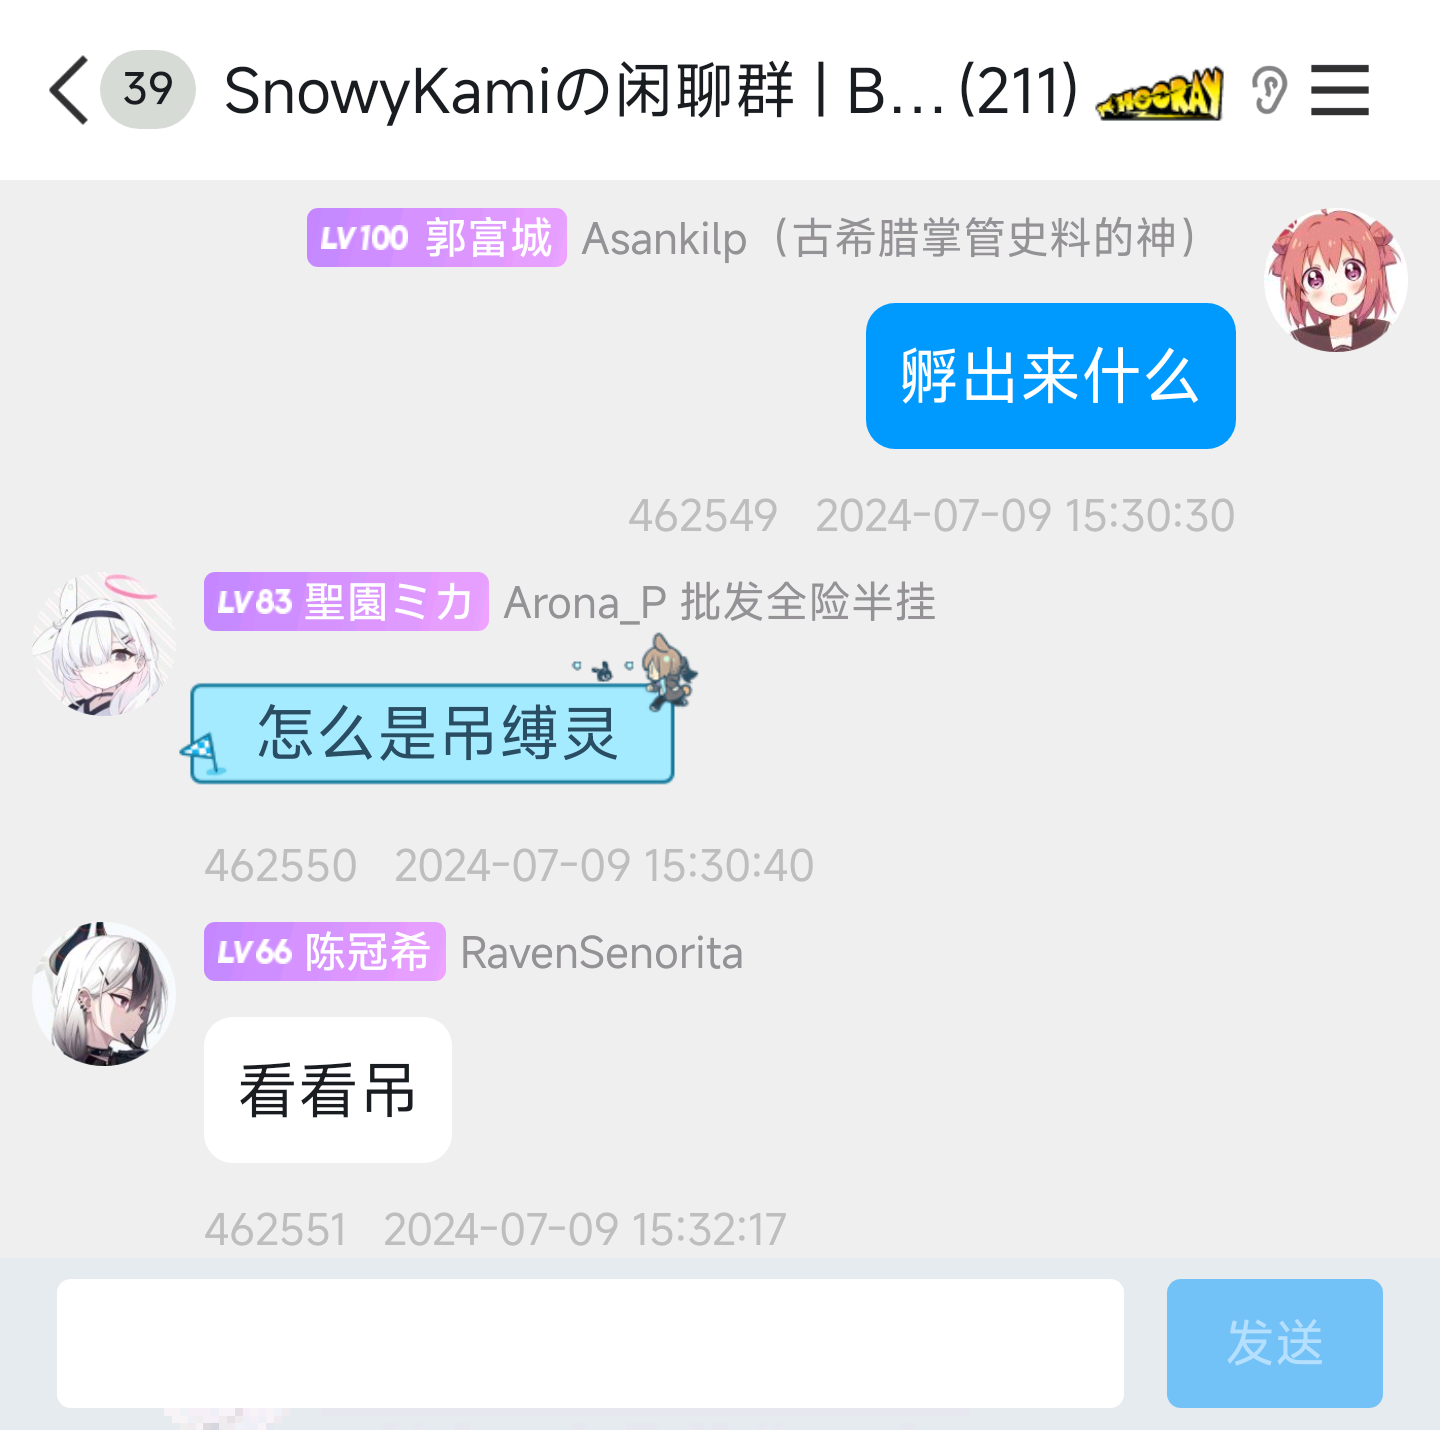 39 SnowyKamiの闲聊群 | B...(211) HOORAY
LV100 郭富城 Asankilp（古希腊掌管史料的神）
孵出来什么
462549 2024-07-09 15:30:30
LV83 聖園ミカ Arona_P 批发全险半挂
怎么是吊缚灵
462550 2024-07-09 15:30:40
LV66 陈冠希 RavenSenorita
看看吊
462551 2024-07-09 15:32:17
发送